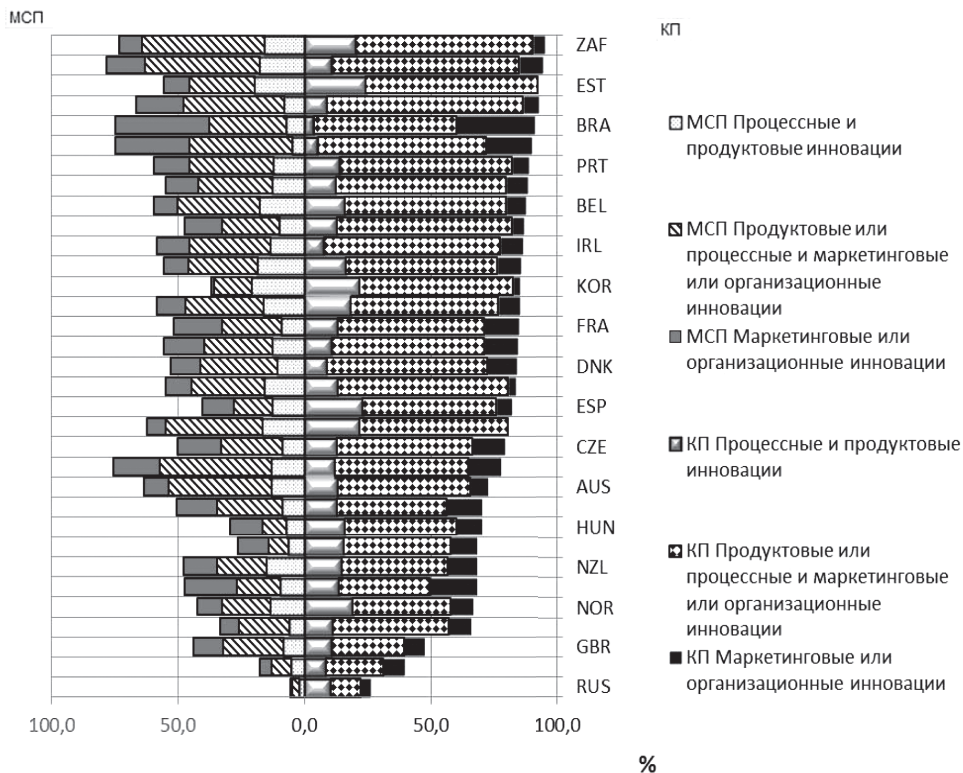 МСП
КП
ZAF
EST
BRA
PRT
BEL
IRL
KOR
FRA
DNK
ESP
CZE
AUS
HUN
NZL
NOR
GBR
RUS
100,0 50,0 0,0 50,0 100,0
%
МСП Процессные и
продуктовые инновации
МСП Продуктовые или
процессные и маркетинговые
или организационные
инновации
МСП Маркетинговые или
организационные инновации
КП Процессные и продуктовые
инновации
КП Продуктовые или
процессные и маркетинговые
или организационные
инновации
КП Маркетинговые или
организационные инновации